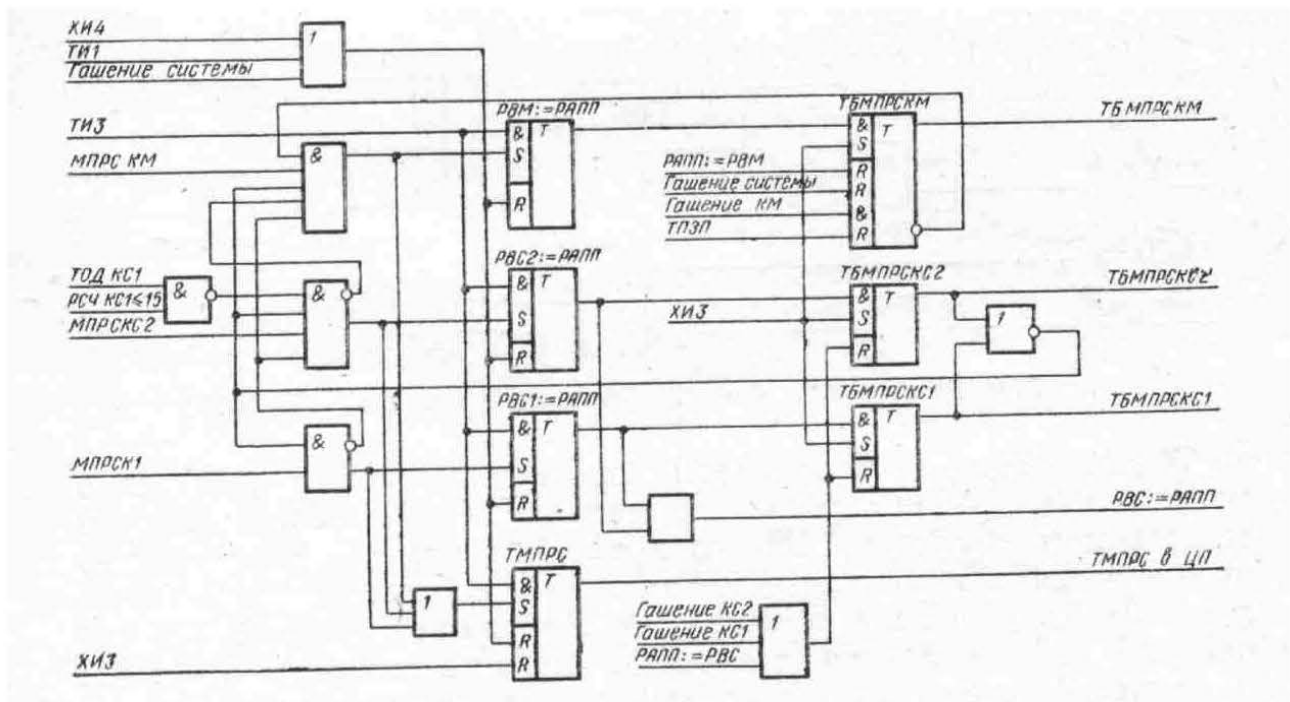 ХИ4
ТИ1
Гашение системы
1
ТИ3
МПРС КМ
&
РВМ:=РАПП
& Т
S
R
ТБМПРСКМ
& Т
S
R
R
&
R
ТБМПРСКМ
РАПП:=РВМ
Гашение системы
Гашение КМ
ТПЗП
ТОД КС1
РСЧ КС1≤15
МПРСКС2
&
&
РВС2:=РАПП
& Т
S
R
ХИ3
ТБМПРСКС2
& Т
S
R
1
МПРСК1
&
РВС1:=РАПП
& Т
S
R
ТБМПРСКС1
& Т
S
R
ТБМПРСКС1
РВС:=РАПП
1
ТМПРС
& Т
S
R
R
ТМПРС в ЦП
ХИ3
Гашение КС2
Гашение КС1
РАПП:=РВС
1